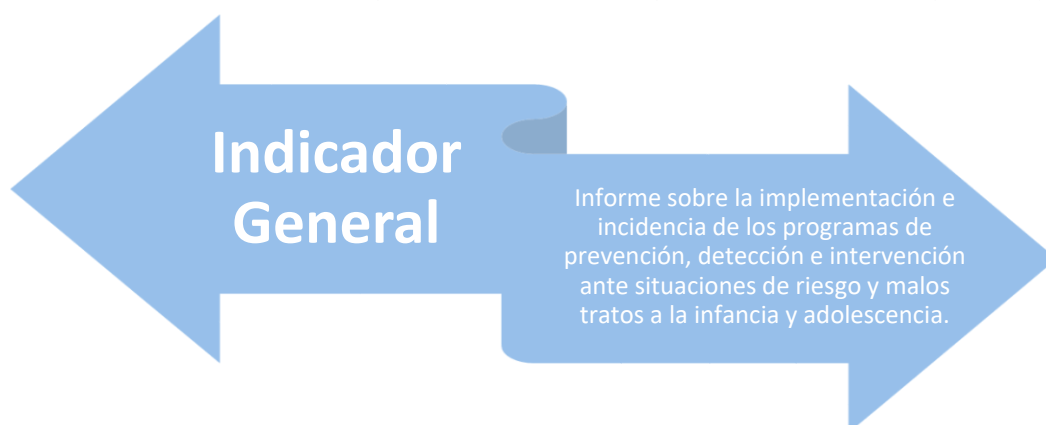 Indicador
General
Informe sobre la implementación e
incidencia de los programas de
prevención, detección e intervención
ante situaciones de riesgo y malos
tratos a la infancia y adolescencia.